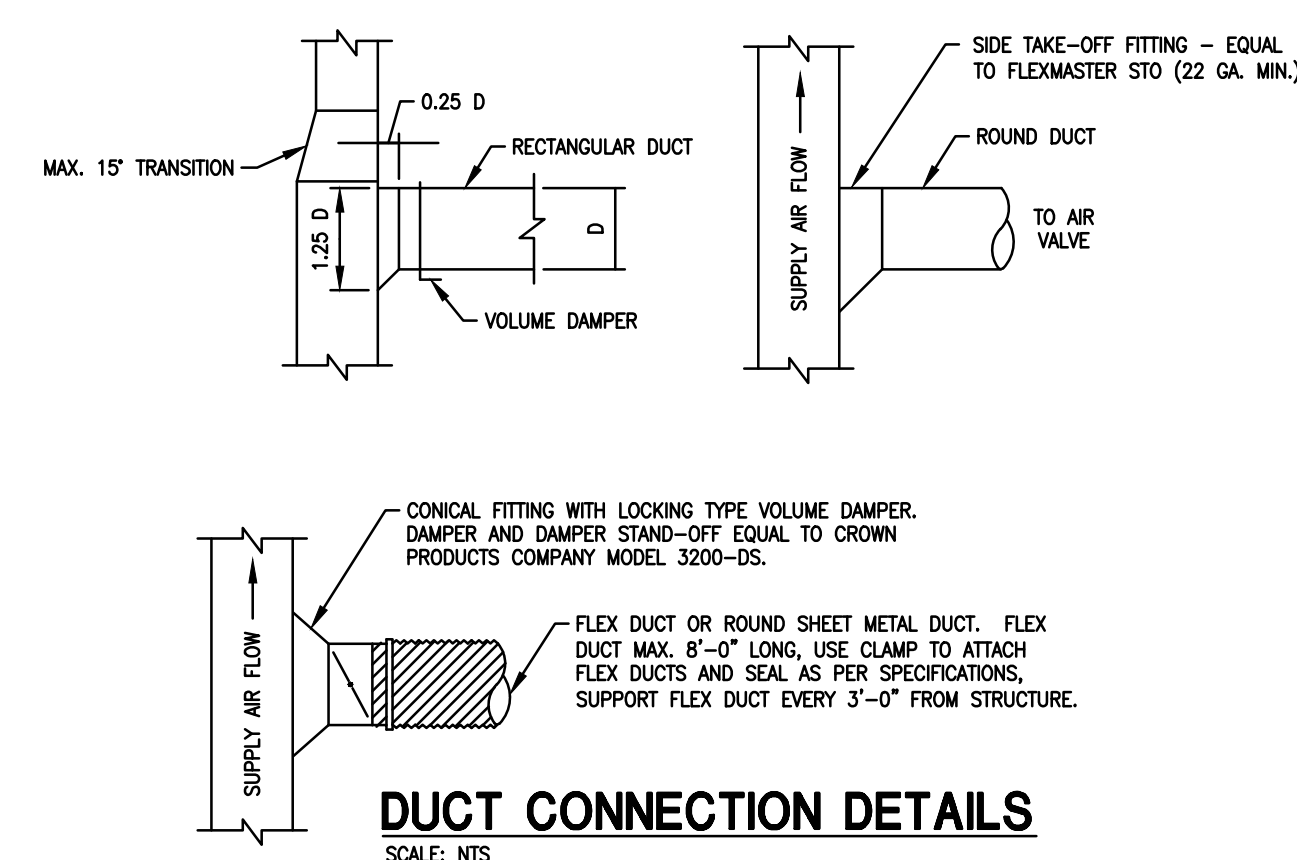 0.25 D
RECTANGULAR DUCT
MAX. 15° TRANSITION
1.25 D
D
VOLUME DAMPER
SIDE TAKE-OFF FITTING - EQUAL
TO FLEXMASTER STO (22 GA. MIN.)
ROUND DUCT
SUPPLY AIR FLOW
TO AIR
VALVE
CONICAL FITTING WITH LOCKING TYPE VOLUME DAMPER.
DAMPER AND DAMPER STAND-OFF EQUAL TO CROWN
PRODUCTS COMPANY MODEL 3200-DS.
FLEX DUCT OR ROUND SHEET METAL DUCT. FLEX
DUCT MAX. 8'-0" LONG, USE CLAMP TO ATTACH
FLEX DUCTS AND SEAL AS PER SPECIFICATIONS,
SUPPORT FLEX DUCT EVERY 3'-0" FROM STRUCTURE.
SUPPLY AIR FLOW
DUCT CONNECTION DETAILS
SCALE: NTS